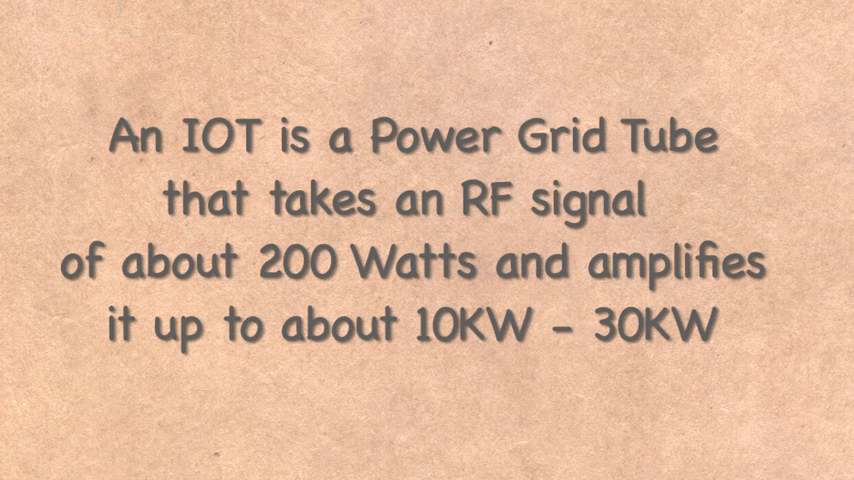 An IOT is a Power Grid Tube
that takes an RF signal
of about 200 Watts and amplifies
it up to about 10KW - 30KW